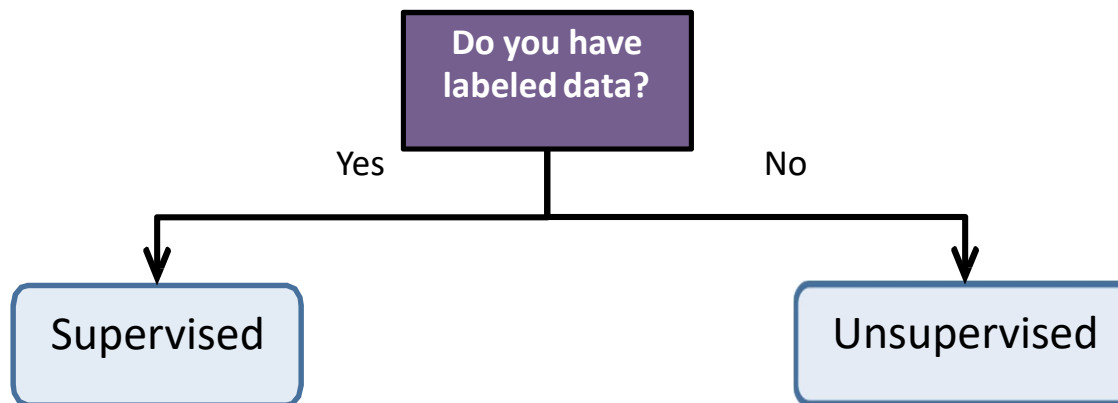 Do you have
labeled data?
Yes
No
Supervised
Unsupervised